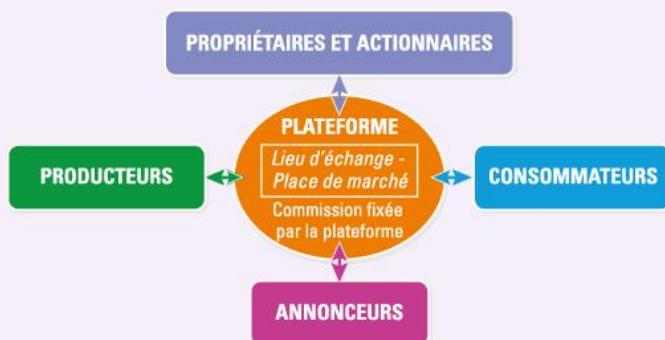 PROPRIÉTAIRES ET ACTIONNAIRES
PLATEFORME
Lieu d'échange -
Place de marché
Commission fixée
par la plateforme
PRODUCTEURS
CONSOMMATEURS
ANNONCEURS